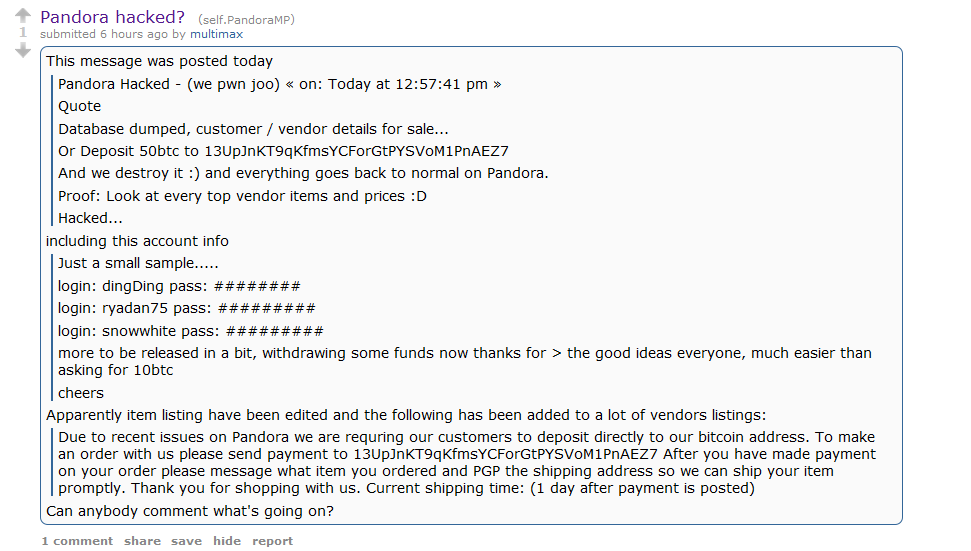 Pandora hacked? (self.PandoraMP)
1
submitted 6 hours ago by multimax
This message was posted today
Pandora Hacked - (we pwn joo) « on: Today at 12:57:41 pm »
Quote
Database dumped, customer / vendor details for sale...
Or Deposit 50btc to 13UpJnKT9qKfmsYCForGtPYSVoM1PnAEZ7
And we destroy it :) and everything goes back to normal on Pandora.
Proof: Look at every top vendor items and prices :D
Hacked...
including this account info
Just a small sample.....
login: dingDing pass: ########
login: ryadan75 pass: #########
login: snowwhite pass: #########
more to be released in a bit, withdrawing some funds now thanks for > the good ideas everyone, much easier than
asking for 10btc
cheers
Apparently item listing have been edited and the following has been added to a lot of vendors listings:
Due to recent issues on Pandora we are requring our customers to deposit directly to our bitcoin address. To make
an order with us please send payment to 13UpJnKT9qKfmsYCForGtPYSVoM1PnAEZ7 After you have made payment
on your order please message what item you ordered and PGP the shipping address so we can ship your item
promptly. Thank you for shopping with us. Current shipping time: (1 day after payment is posted)
Can anybody comment what's going on?
1 comment share save hide report